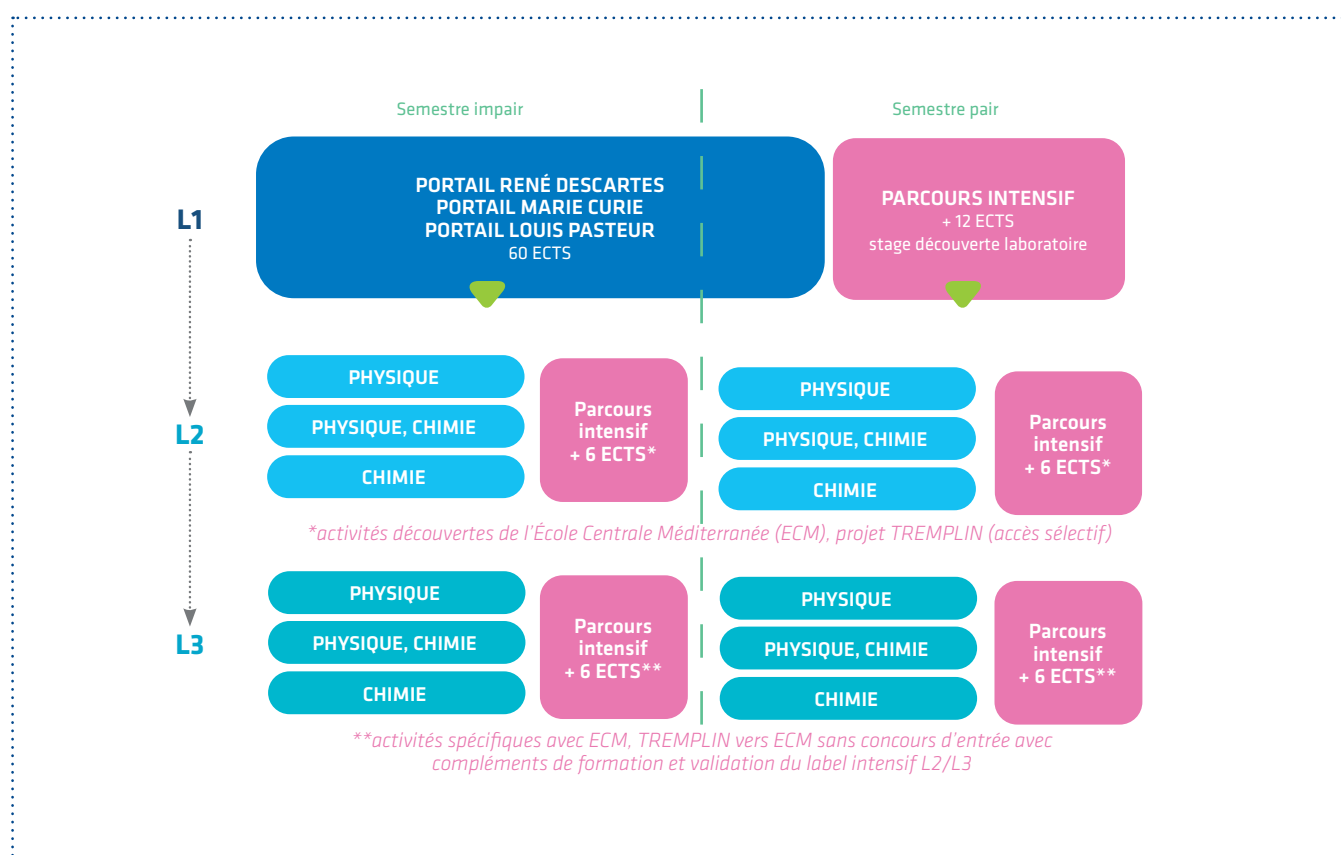 Semestre impair
Semestre pair
L1
PORTAIL RENÉ DESCARTES
PORTAIL MARIE CURIE
PORTAIL LOUIS PASTEUR
60 ECTS
PARCOURS INTENSIF
+ 12 ECTS
stage découverte laboratoire
L2
PHYSIQUE
PHYSIQUE, CHIMIE
CHIMIE
Parcours
intensif
+ 6 ECTS*
PHYSIQUE
PHYSIQUE, CHIMIE
CHIMIE
Parcours
intensif
+ 6 ECTS*
*activités découvertes de l'École Centrale Méditerranée (ECM), projet TREMPLIN (accès sélectif)
L3
PHYSIQUE
PHYSIQUE, CHIMIE
CHIMIE
Parcours
intensif
+ 6 ECTS**
PHYSIQUE
PHYSIQUE, CHIMIE
CHIMIE
Parcours
intensif
+ 6 ECTS**
**activités spécifiques avec ECM, TREMPLIN vers ECM sans concours d'entrée avec
compléments de formation et validation du label intensif L2/L3